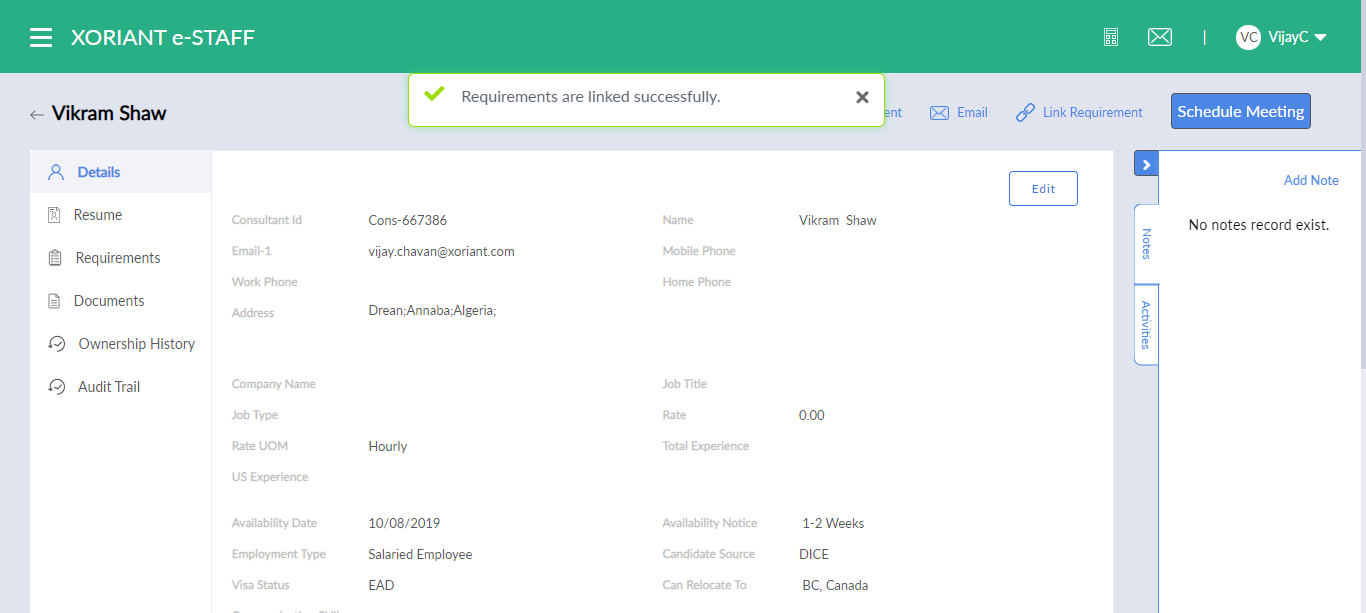 XORIANT e-STAFF
VC VijayC
Requirements are linked successfully.
Vikram Shaw
ent
Email
Link Requirement
Schedule Meeting
Details
Resume
Requirements
Documents
Ownership History
Audit Trail
Edit
Consultant Id Cons-667386 Name Vikram Shaw
Email-1 vijay.chavan@xoriant.com Mobile Phone
Work Phone Home Phone
Address Drean;Annaba;Algeria;
Company Name Job Title
Job Type Rate 0.00
Rate UOM Hourly Total Experience
US Experience
Availability Date 10/08/2019 Availability Notice 1-2 Weeks
Employment Type Salaried Employee Candidate Source DICE
Visa Status EAD Can Relocate To BC, Canada
Add Note
No notes record exist.
Notes
Activities